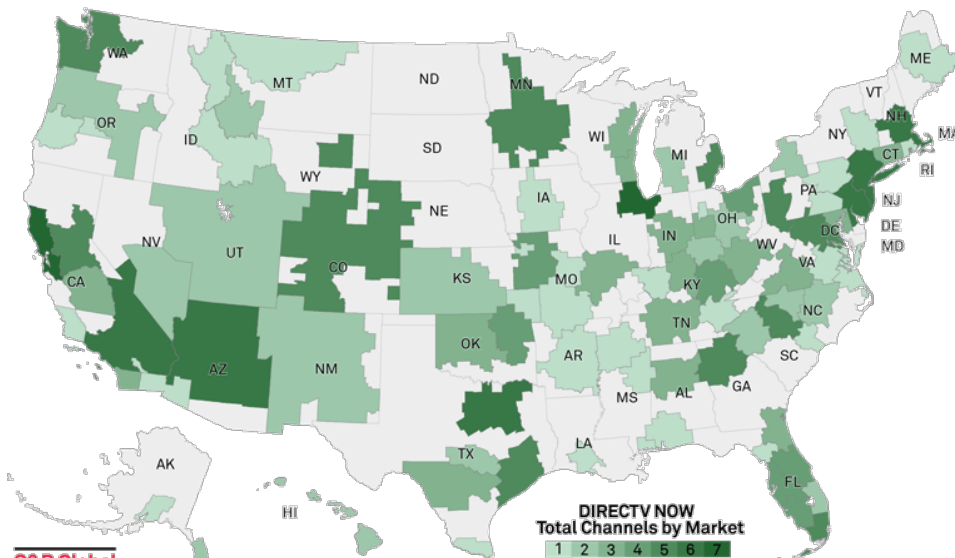 WA
MT
ND
MN
ME
VT
OR
ID
SD
WI
MI
NY
NH
MA
WY
CT
RI
IA
NE
PA
NJ
NV
UT
CO
IL
IN
OH
DE
MD
DC
WV
CA
KS
MO
KY
VA
AZ
NM
OK
AR
TN
NC
SC
MS
AL
GA
TX
LA
AK
FL
HI
DIRECTV NOW
Total Channels by Market
1 2 3 4 5 6 7